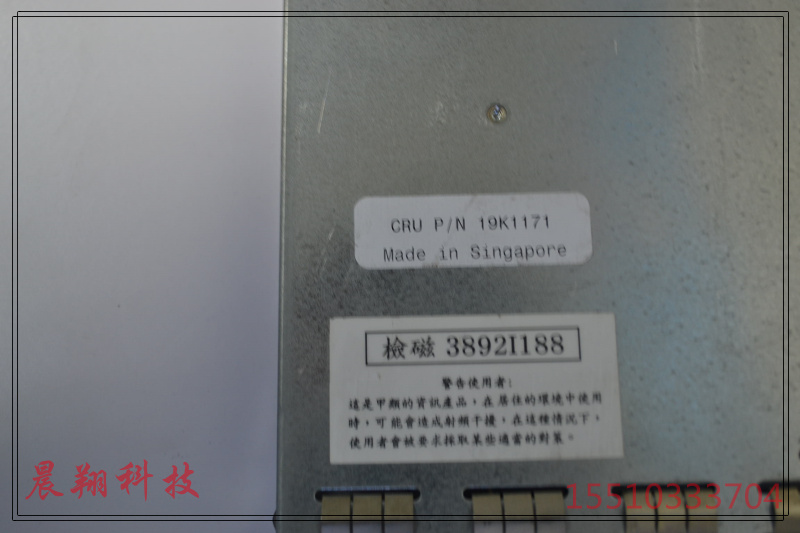 CRU P/N 19K1171
Made in Singapore
檢磁 3892I188
警告使用者:
這是甲類的資訊產品，在居住的環境中使用
時，可能會造成射頻干擾，在這種情況下，
使用者會被要求採取某些適當的對策。
晨翔科技
15510333704